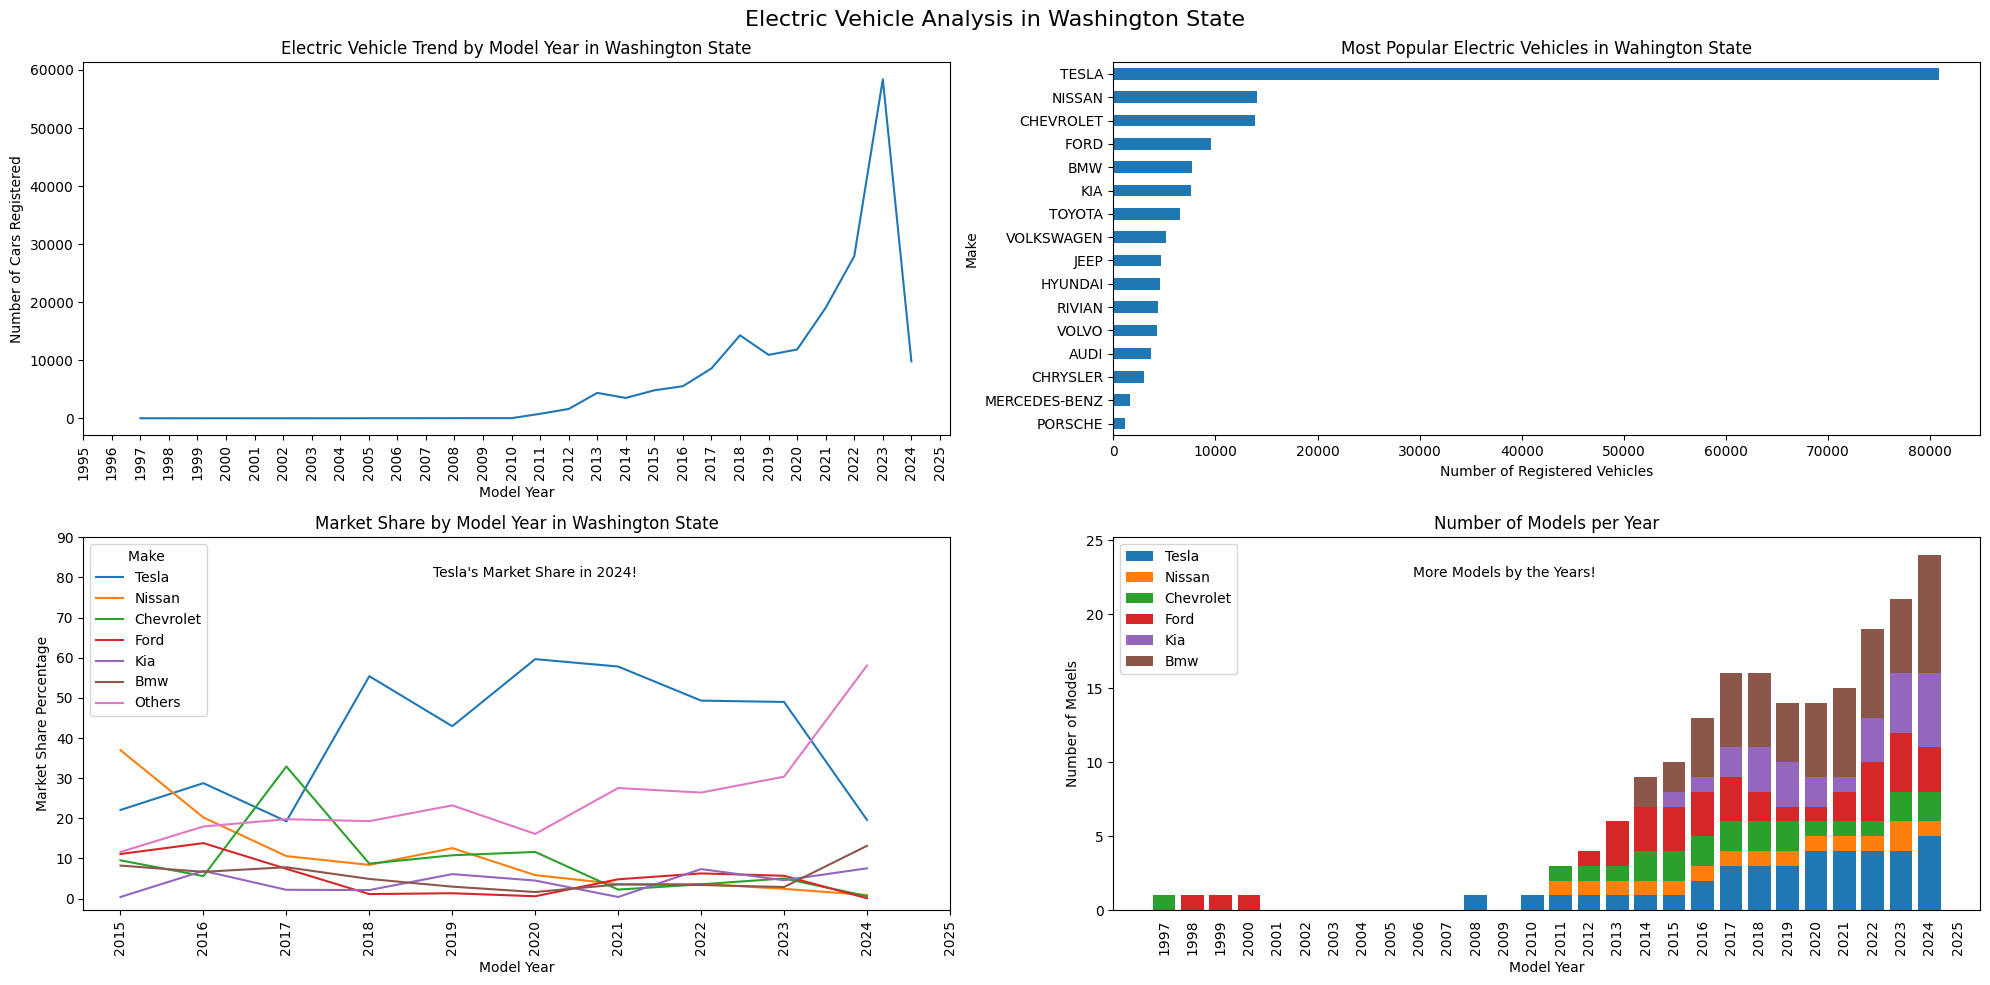 Electric Vehicle Analysis in Washington State
Electric Vehicle Trend by Model Year in Washington State
Number of Cars Registered
60000
50000
40000
30000
20000
10000
0
1995
1996
1997
1998
1999
2000
2001
2002
2003
2004
2005
2006
2007
2008
2009
2010
2011
2012
2013
2014
2015
2016
2017
2018
2019
2020
2021
2022
2023
2024
2025
Model Year
Most Popular Electric Vehicles in Wahington State
Make
TESLA
NISSAN
CHEVROLET
FORD
BMW
KIA
TOYOTA
VOLKSWAGEN
JEEP
HYUNDAI
RIVIAN
VOLVO
AUDI
CHRYSLER
MERCEDES-BENZ
PORSCHE
0
10000
20000
30000
40000
50000
60000
70000
80000
Number of Registered Vehicles
Market Share by Model Year in Washington State
Market Share Percentage
90
80
70
60
50
40
30
20
10
0
Make
Tesla
Nissan
Chevrolet
Ford
Kia
Bmw
Others
Tesla's Market Share in 2024!
2015
2016
2017
2018
2019
2020
2021
2022
2023
2024
2025
Model Year
Number of Models per Year
Number of Models
25
20
15
10
5
0
Tesla
Nissan
Chevrolet
Ford
Kia
Bmw
More Models by the Years!
1997
1998
1999
2000
2001
2002
2003
2004
2005
2006
2007
2008
2009
2010
2011
2012
2013
2014
2015
2016
2017
2018
2019
2020
2021
2022
2023
2024
2025
Model Year